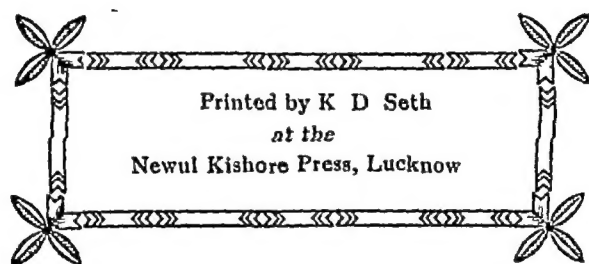 Printed by K D Seth
at the
Newul Kishore Press, Lucknow